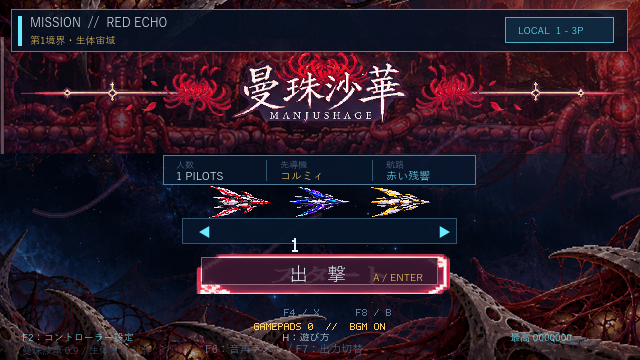 MISSION // RED ECHO
第1境界・生体宙域
LOCAL 1 - 3P
曼珠沙華
MANJUSHAGE
人数 先導機 航路
1 PILOTS コルミィ 赤い残響
1
出 撃 A / ENTER
F4 / Y F8 / B
GAMEPADS 0 // BGM ON
F2：コントローラー設定 H：遊び方 最高 0000000
F7：出力切替